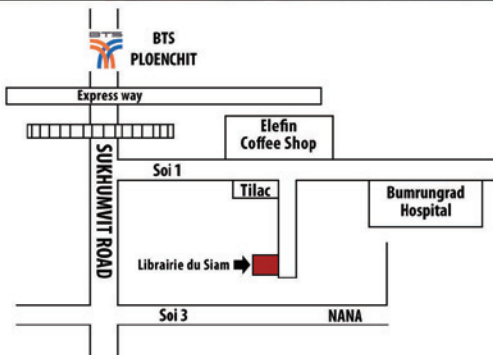 BTS
BTS
PLOENCHIT
Express way
Elefin
Coffee Shop
SUKHUMVIT ROAD
Soi 1
Tilac
Bumrungrad
Hospital
Librairie du Siam
Soi 3
NANA